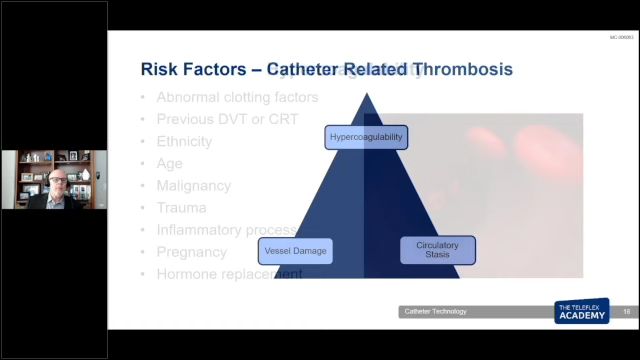 Risk Factors – Catheter Related Thrombosis
• Abnormal clotting factors
• Previous DVT or CRT
Hypercoagulability
• Ethnicity
• Age
• Malignancy
• Trauma
• Inflammatory process
• Pregnancy
Vessel Damage
Circulatory
Stasis
• Hormone replacement
Catheter Technology
THE TELEFLEX
ACADEMY